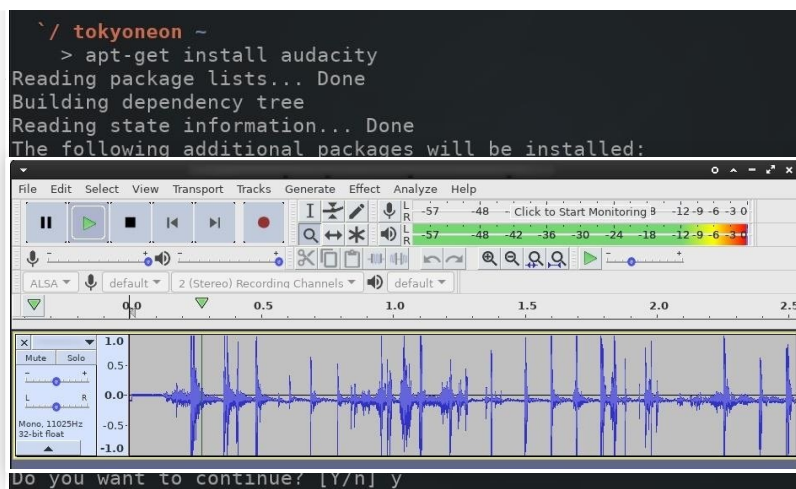 `/ tokyoneon ~
> apt-get install audacity
Reading package lists... Done
Building dependency tree
Reading state information... Done
The following additional packages will be installed:
File Edit Select View Transport Tracks Generate Effect Analyze Help
L R -57 -48 - Click to Start Monitoring 8 -12 -9 -6 -3 0
L R -57 -48 -42 -36 -30 -24 -18 -12 -9 -6 -3 0
- + - + - +
ALSA default 2 (Stereo) Recording Channels default
0.0 0.5 1.0 1.5 2.0 2.5
Mute Solo
- +
L R
Mono, 11025Hz
32-bit float
1.0
0.5-
0.0-
-0.5-
-1.0
Do you want to continue? [Y/n] y